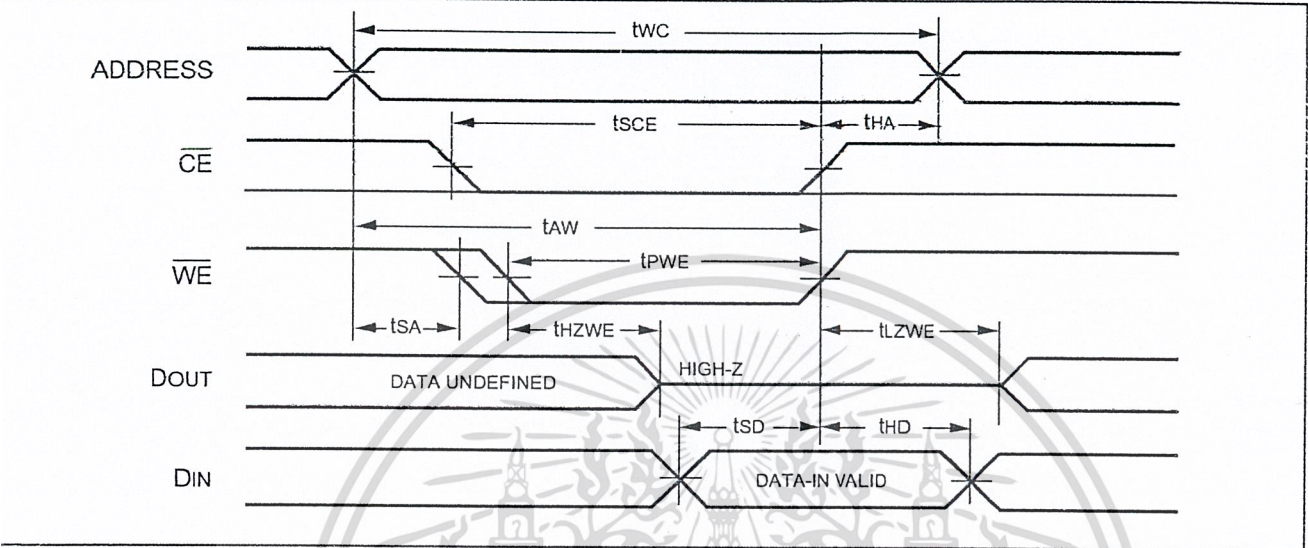 tWC
ADDRESS
tSCE
tHA
CE
tAW
tPWE
WE
tSA
tHZWE
tLZWE
HIGH-Z
DOUT
DATA UNDEFINED
tSD
tHD
DIN
DATA-IN VALID